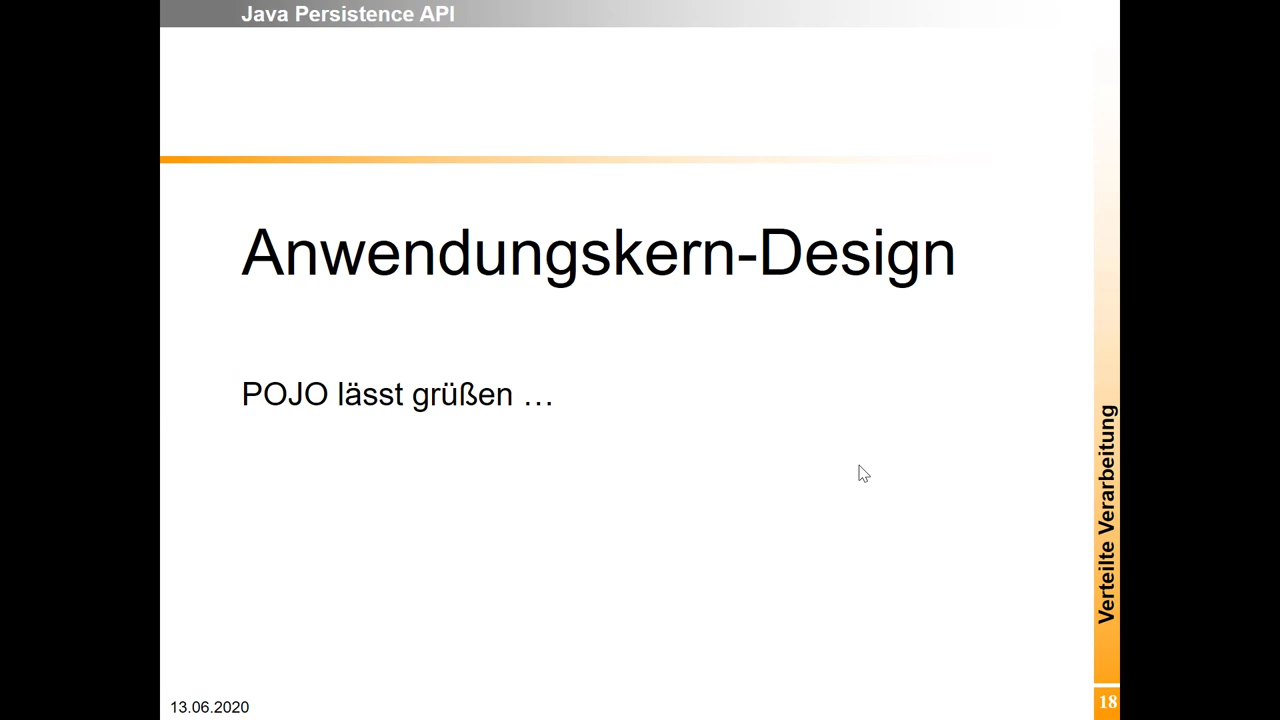 Java Persistence API
Anwendungskern-Design
POJO lässt grüßen …
Verteilte Verarbeitung
13.06.2020
18